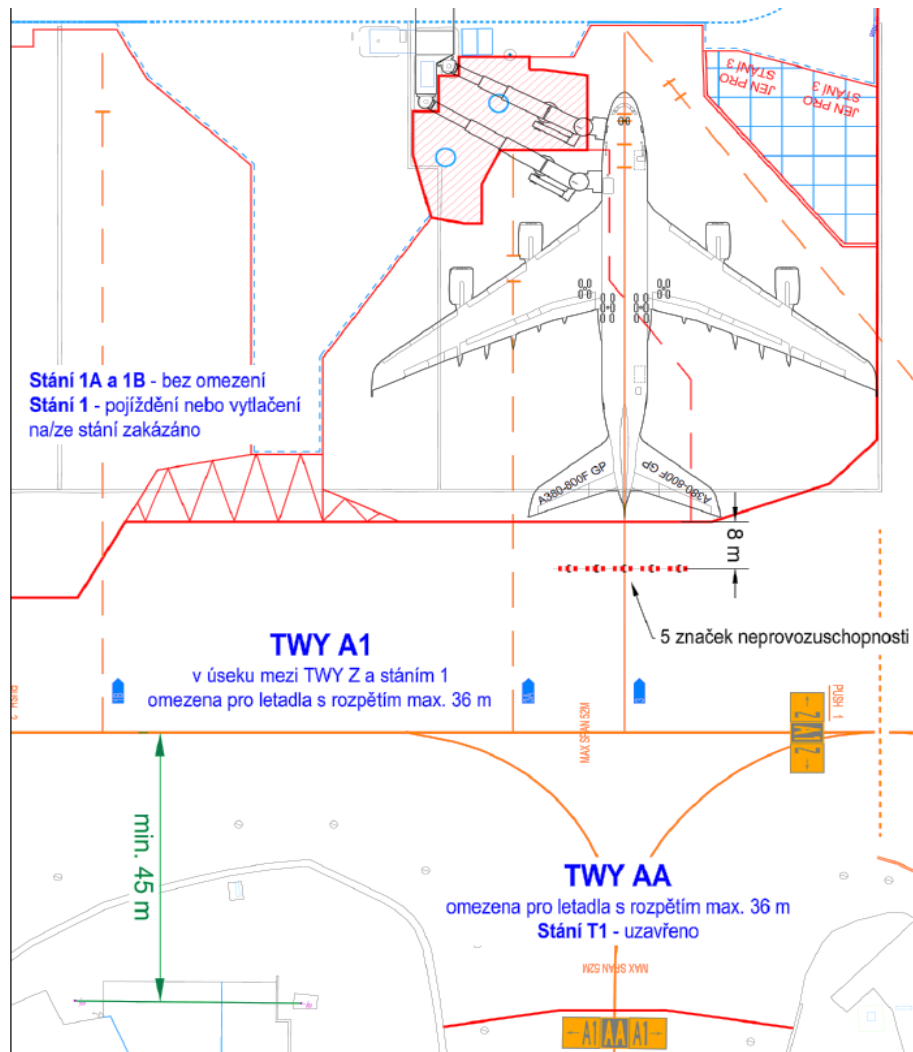 JEN PRO
STÁNÍ 3
JEN PRO
STÁNÍ 3
Stání 1A a 1B - bez omezení
Stání 1 - pojíždění nebo vytlačení
na/ze stání zakázáno
A380-800F GP
A380-800F GP
8 m
5 značek neprovozuschopnosti
TWY A1
v úseku mezi TWY Z a stáním 1
omezena pro letadla s rozpětím max. 36 m
MAX SPAN 52M
PUSH 1
← Z A1 Z →
min. 45 m
TWY AA
omezena pro letadla s rozpětím max. 36 m
Stání T1 - uzavřeno
MAX SPAN 52M
← A1 AA A1 →